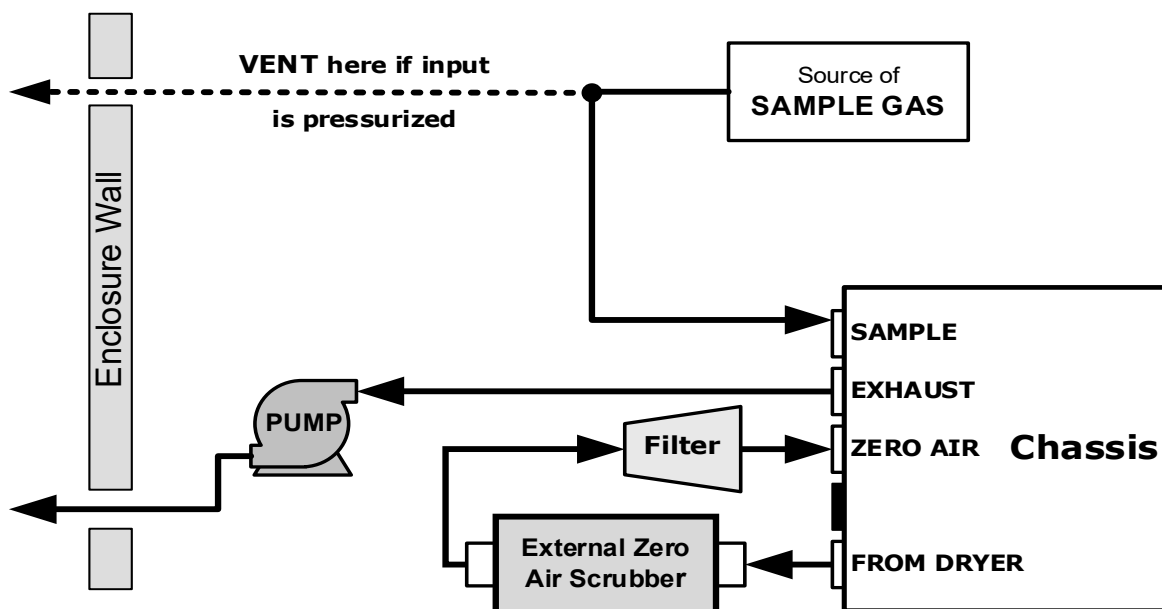 VENT here if input
is pressurized
Source of
SAMPLE GAS
Enclosure Wall
SAMPLE
EXHAUST
PUMP
Filter
ZERO AIR
Chassis
External Zero
Air Scrubber
FROM DRYER